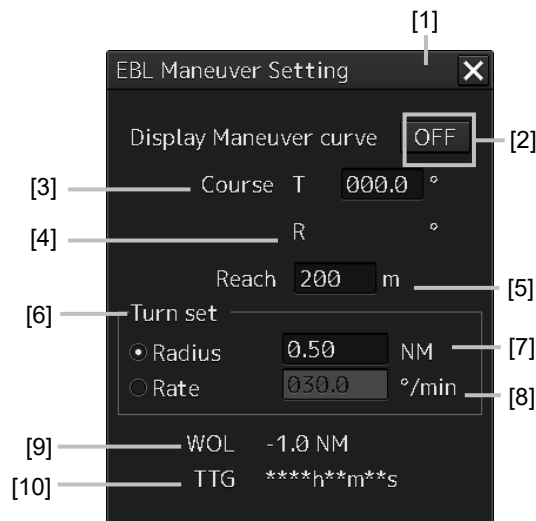 [1]
EBL Maneuver Setting
Display Maneuver curve OFF [2]
[3] Course T 000.0 °
[4] R °
Reach 200 m [5]
[6] Turn set
Radius 0.50 NM [7]
Rate 030.0 °/min [8]
[9] WOL -1.0 NM
[10] TTG ****h**m**s